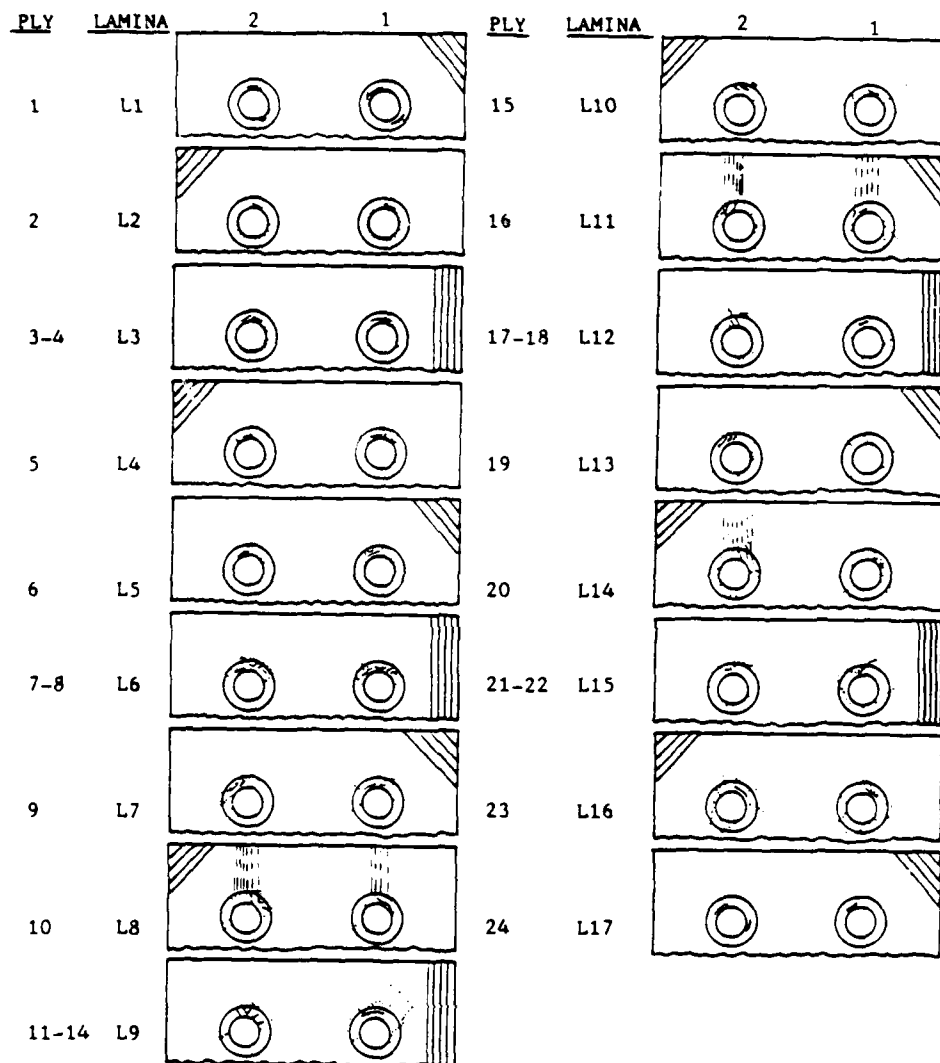 PLY LAMINA 2 1
1 L1
2 L2
3-4 L3
5 L4
6 L5
7-8 L6
9 L7
10 L8
11-14 L9
PLY LAMINA 2 1
15 L10
16 L11
17-18 L12
19 L13
20 L14
21-22 L15
23 L16
24 L17